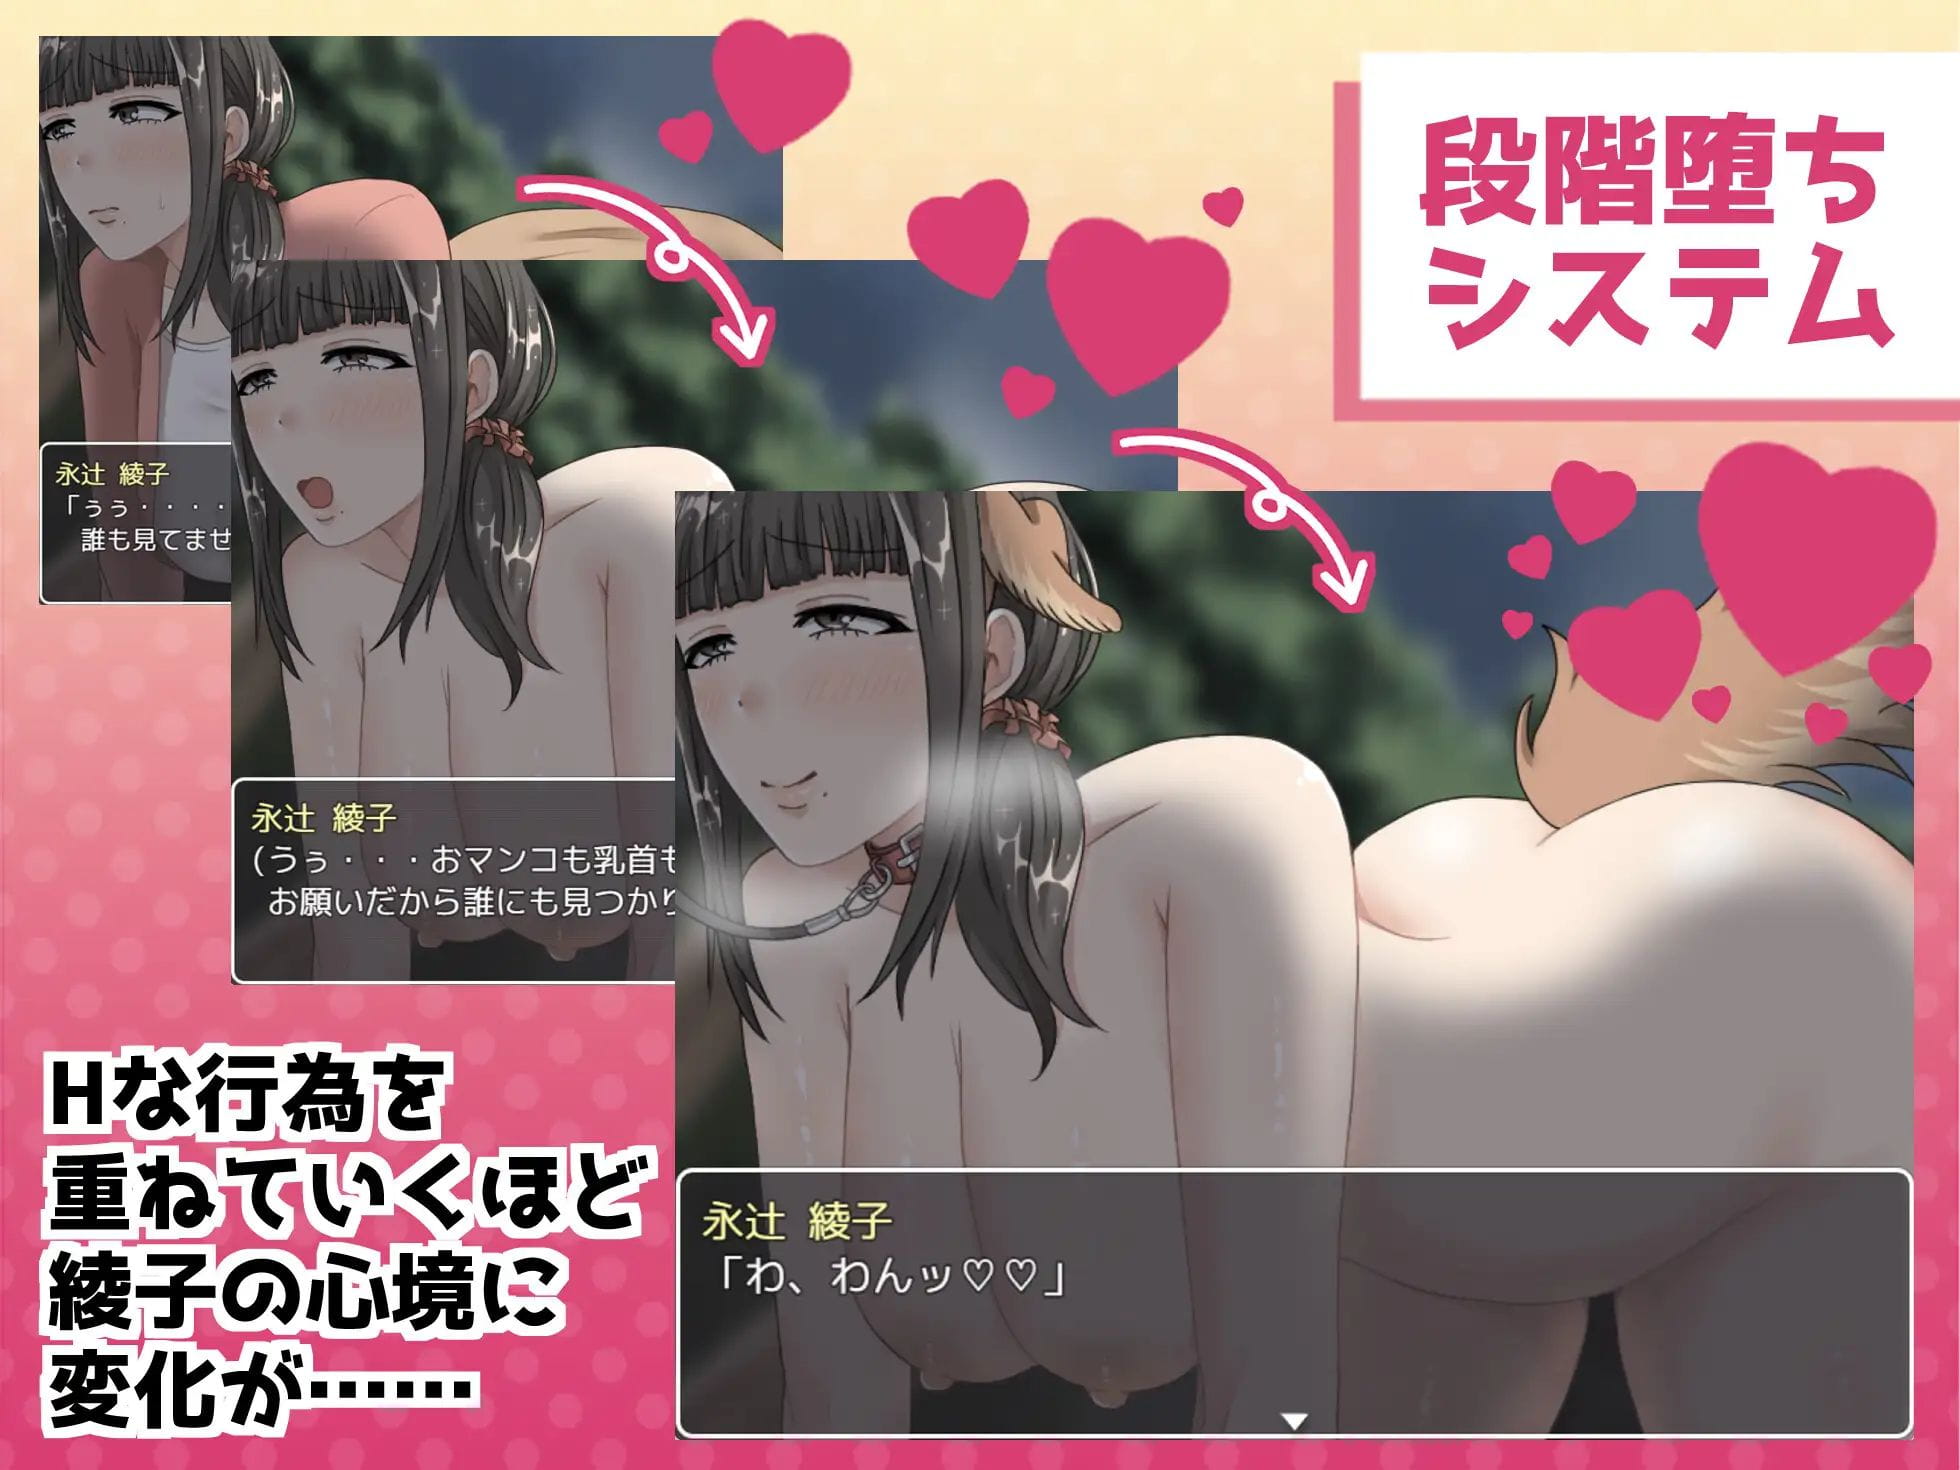 段階堕ち
システム
永辻 綾子
「うぅ・・・・
誰も見てませ
永辻 綾子
(うぅ・・・おマンコも乳首も
お願いだから誰にも見つかり
永辻 綾子
「わ、わんッ♡♡」
Hな行為を
重ねていくほど
綾子の心境に
変化が……